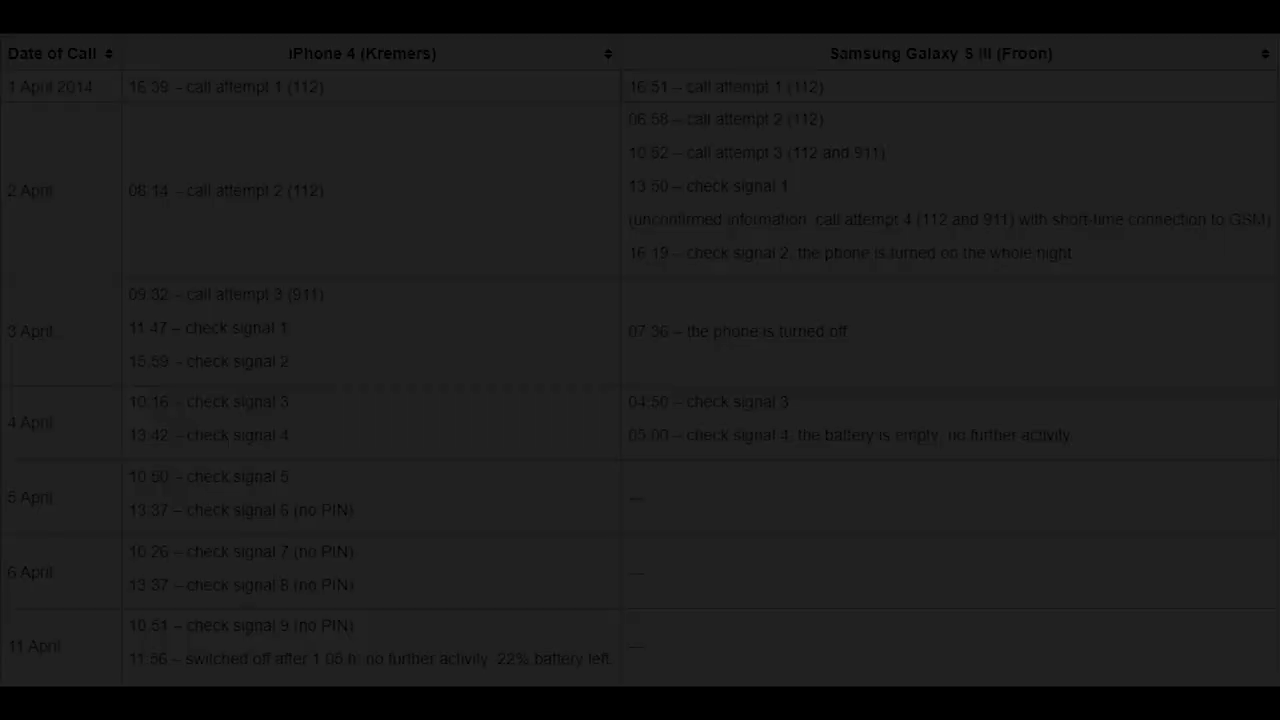 Date of Call iPhone 4 (Kremers) Samsung Galaxy S III (Froon)
1 April 2014 16:39 – call attempt 1 (112) 16:51 – call attempt 1 (112)
2 April 08:14 – call attempt 2 (112) 06:58 – call attempt 2 (112)
10:52 – call attempt 3 (112 and 911)
13:50 – check signal 1
(unconfirmed information: call attempt 4 (112 and 911) with short-time connection to GSM)
16:19 – check signal 2, the phone is turned on the whole night
3 April 09:32 – call attempt 3 (911)
11:47 – check signal 1
15:59 – check signal 2
07:36 – the phone is turned off
4 April 10:16 – check signal 3
13:42 – check signal 4
04:50 – check signal 3
05:00 – check signal 4, the battery is empty, no further activity
5 April 10:50 – check signal 5
13:37 – check signal 6 (no PIN)
—
6 April 10:26 – check signal 7 (no PIN)
13:37 – check signal 8 (no PIN)
—
11 April 10:51 – check signal 9 (no PIN)
11:56 – switched off after 1:05 h, no further activity, 22% battery left
—